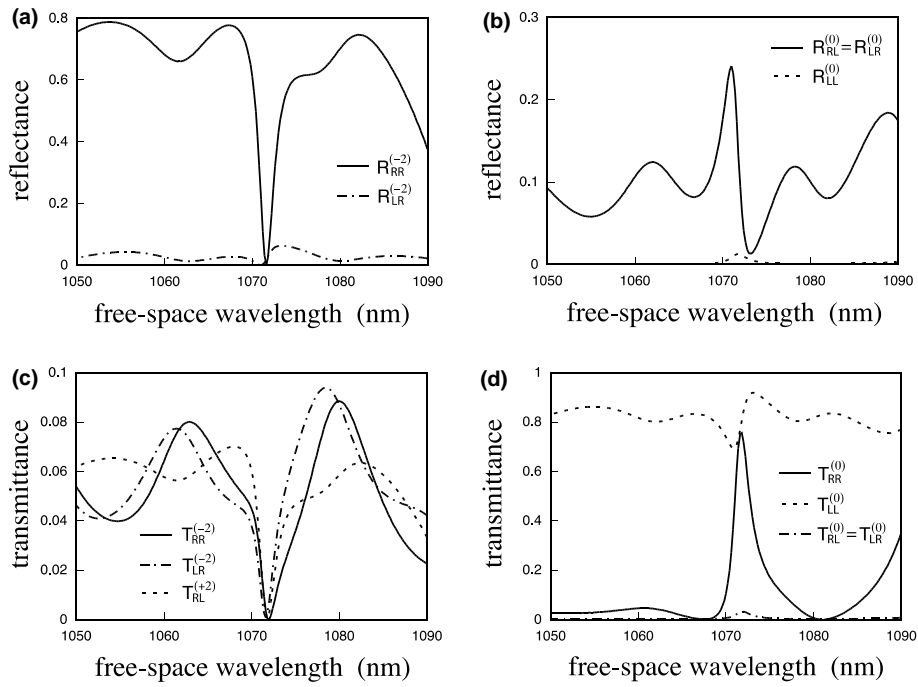 (a)
0.8
0.6
0.4
0.2
0
reflectance
R_RR^(-2)
R_LR^(-2)
1050 1060 1070 1080 1090
free-space wavelength (nm)
(b)
0.3
0.2
0.1
0
reflectance
R_RL^(0)=R_LR^(0)
R_LL^(0)
1050 1060 1070 1080 1090
free-space wavelength (nm)
(c)
0.1
0.08
0.06
0.04
0.02
0
transmittance
T_RR^(-2)
T_LR^(-2)
T_RL^(+2)
1050 1060 1070 1080 1090
free-space wavelength (nm)
(d)
1
0.8
0.6
0.4
0.2
0
transmittance
T_RR^(0)
T_LL^(0)
T_RL^(0)=T_LR^(0)
1050 1060 1070 1080 1090
free-space wavelength (nm)